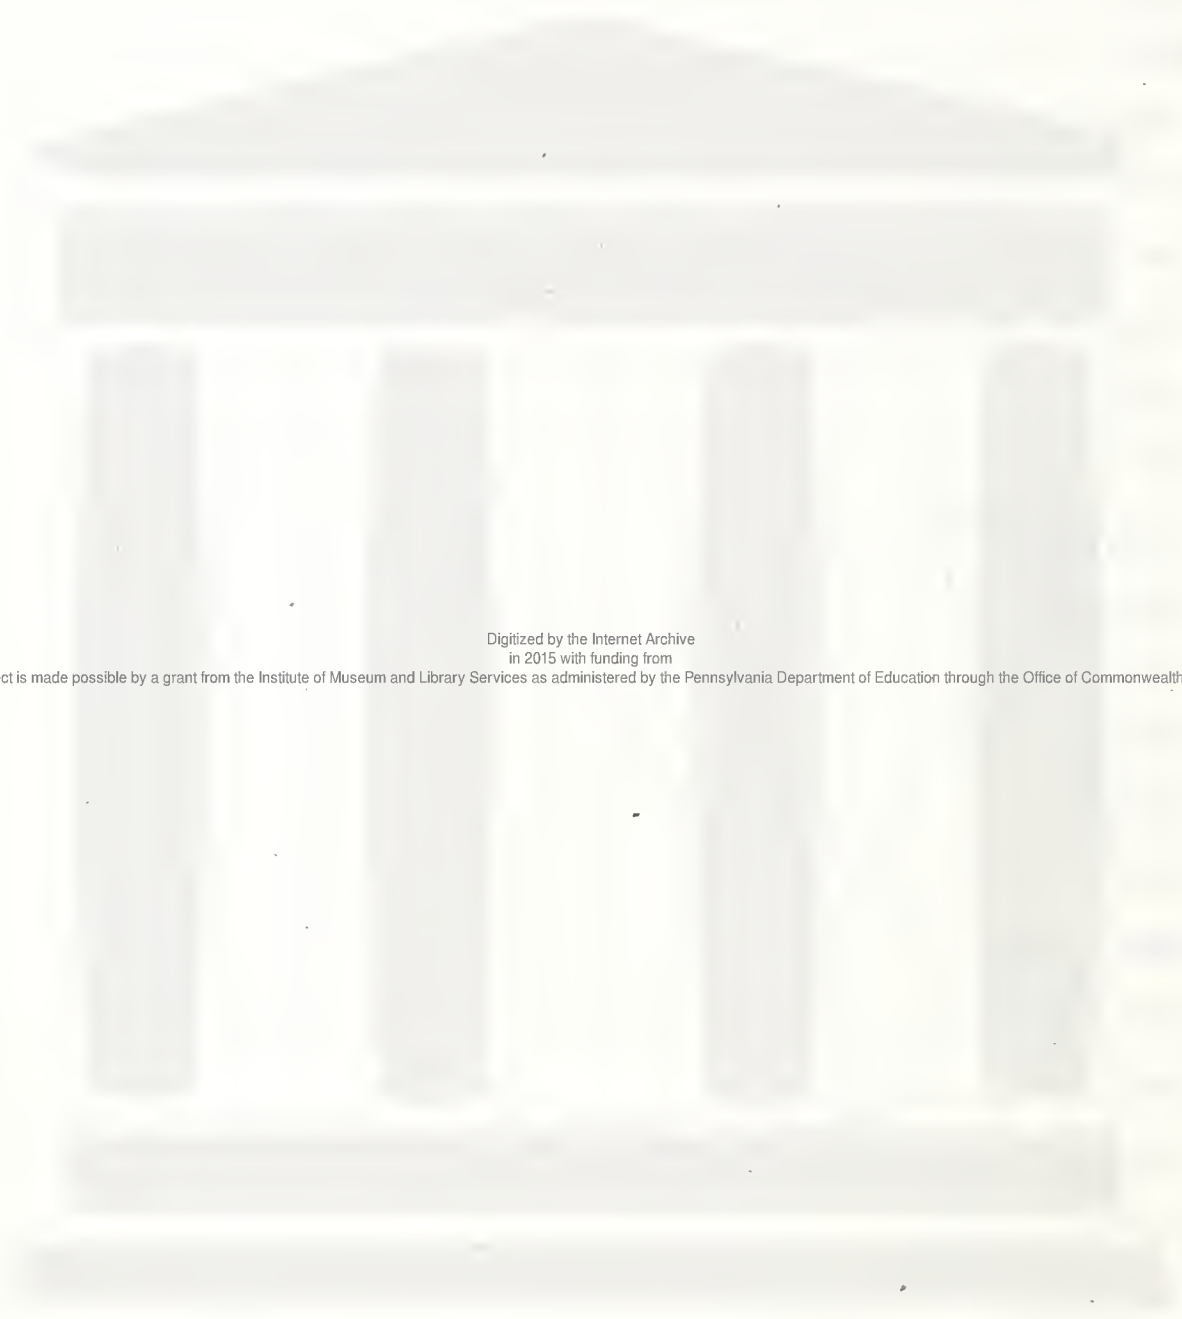 Digitized by the Internet Archive
in 2015 with funding from
ct is made possible by a grant from the Institute of Museum and Library Services as administered by the Pennsylvania Department of Education through the Office of Commonwealth